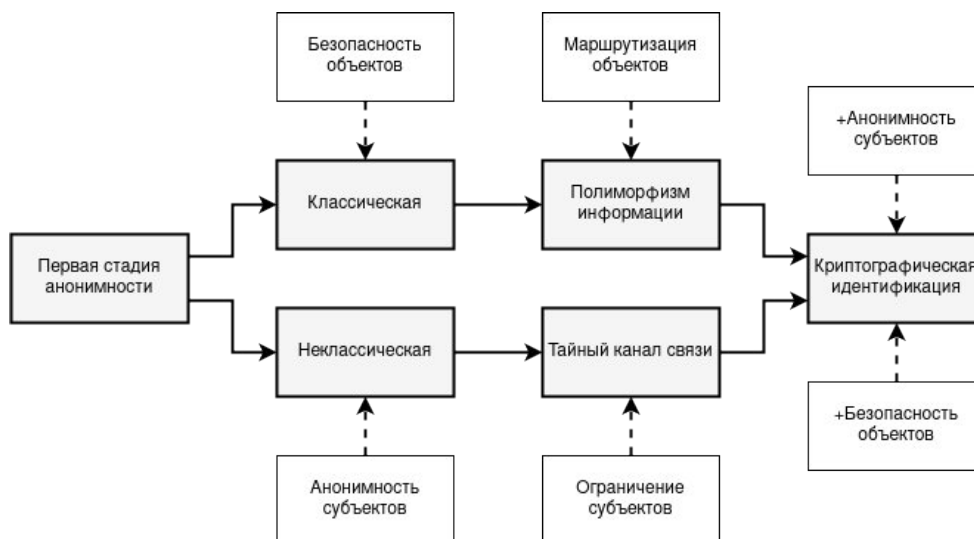 Безопасность
объектов
Маршрутизация
объектов
+Анонимность
субъектов
Классическая
Полиморфизм
информации
Первая стадия
анонимности
Криптографическая
идентификация
Неклассическая
Тайный канал связи
+Безопасность
объектов
Анонимность
субъектов
Ограничение
субъектов